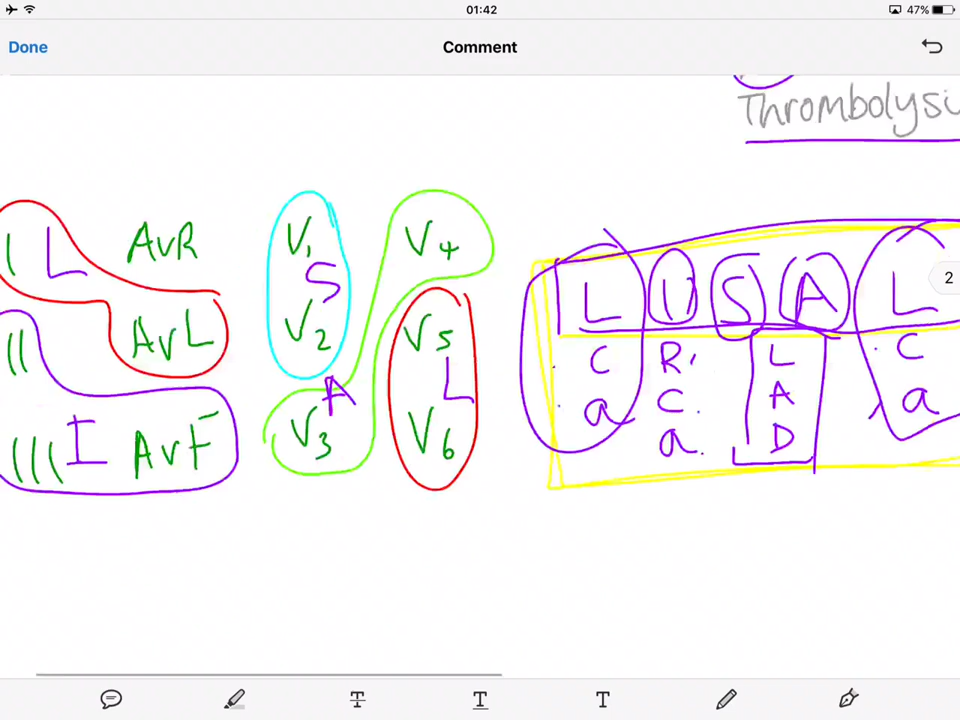 01:42
47%
Done
Comment
Thrombolysi
I L AvR V1 V4
S
II AvL V2 V5
A L
III I AvF V3 V6
L I S A L
C R L C
a C A a
a D
2
T T T